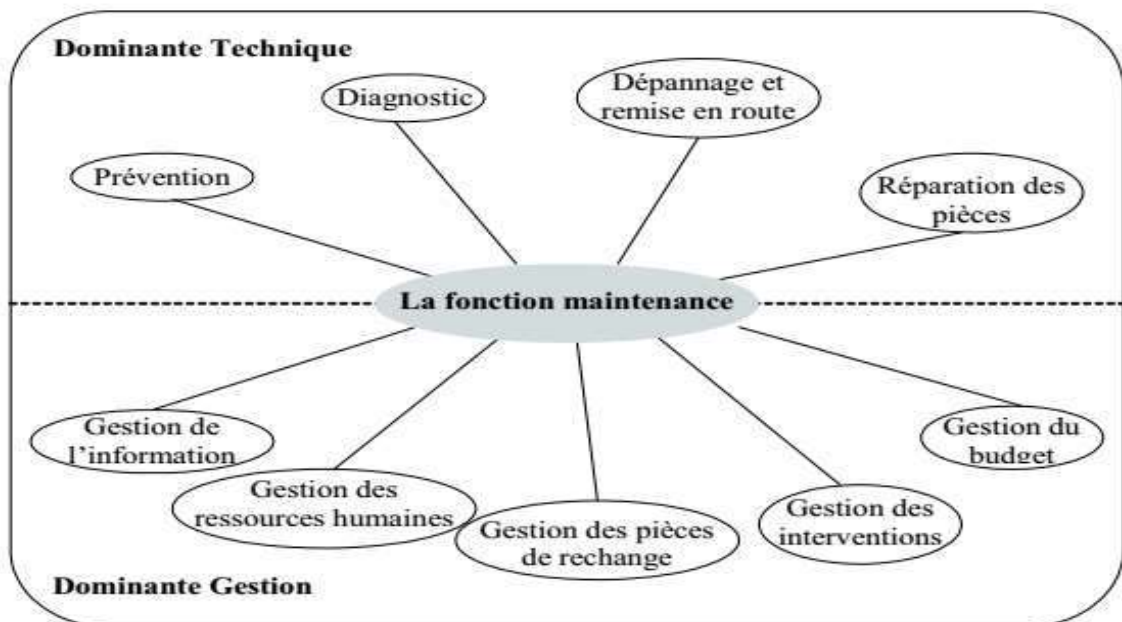 Dominante Technique
Diagnostic
Dépannage et
remise en route
Prévention
Réparation des
pièces
La fonction maintenance
Gestion de
l’information
Gestion des
ressources humaines
Gestion des pièces
de rechange
Gestion des
interventions
Gestion du
budget
Dominante Gestion